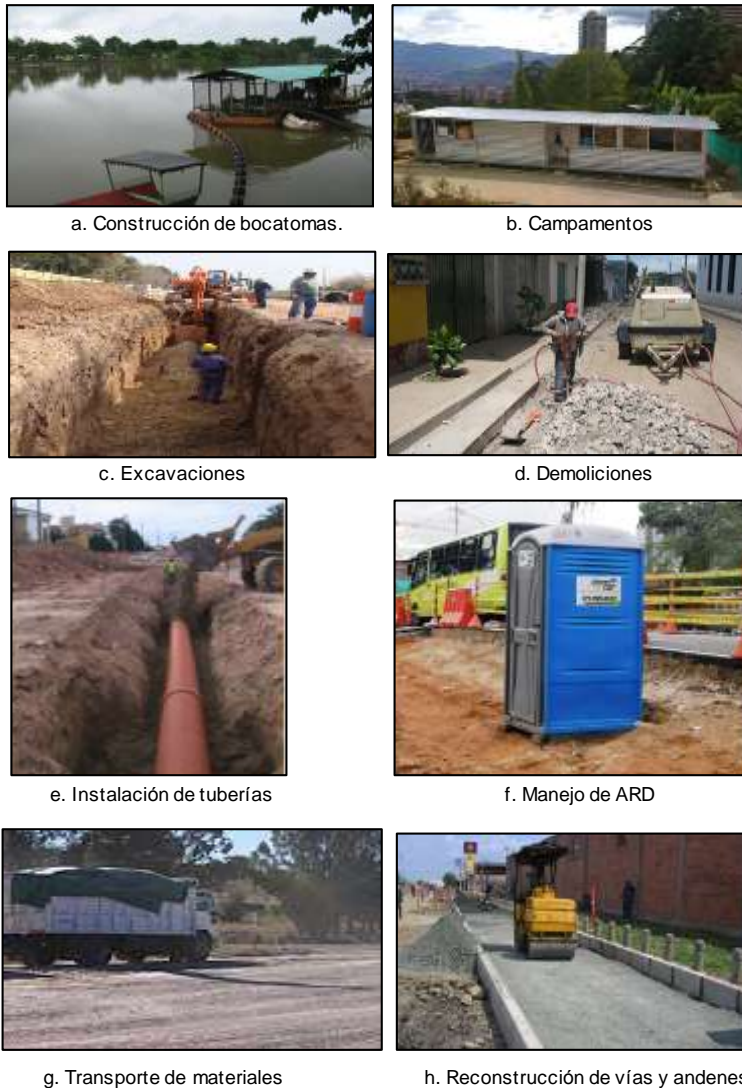 a. Construcción de bocatomas.
b. Campamentos
c. Excavaciones
d. Demoliciones
e. Instalación de tuberías
f. Manejo de ARD
g. Transporte de materiales
h. Reconstrucción de vías y andenes